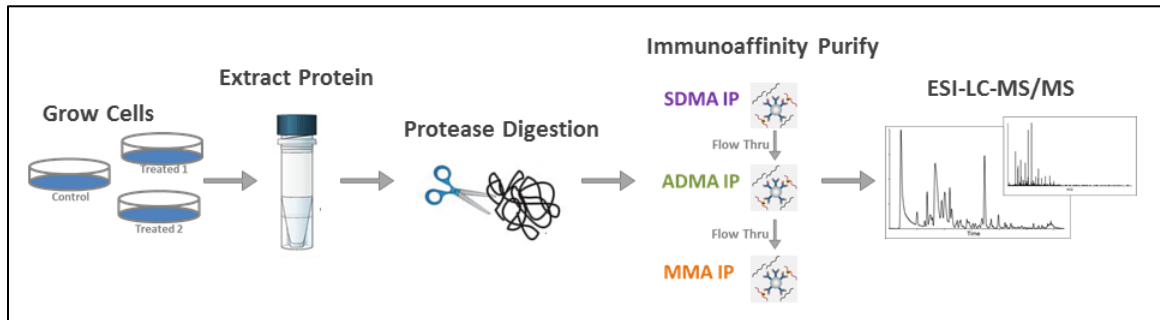 Grow Cells
Control
Treated 1
Treated 2
Extract Protein
Protease Digestion
Immunoaffinity Purify
SDMA IP
Flow Thru
ADMA IP
Flow Thru
MMA IP
ESI-LC-MS/MS
Time